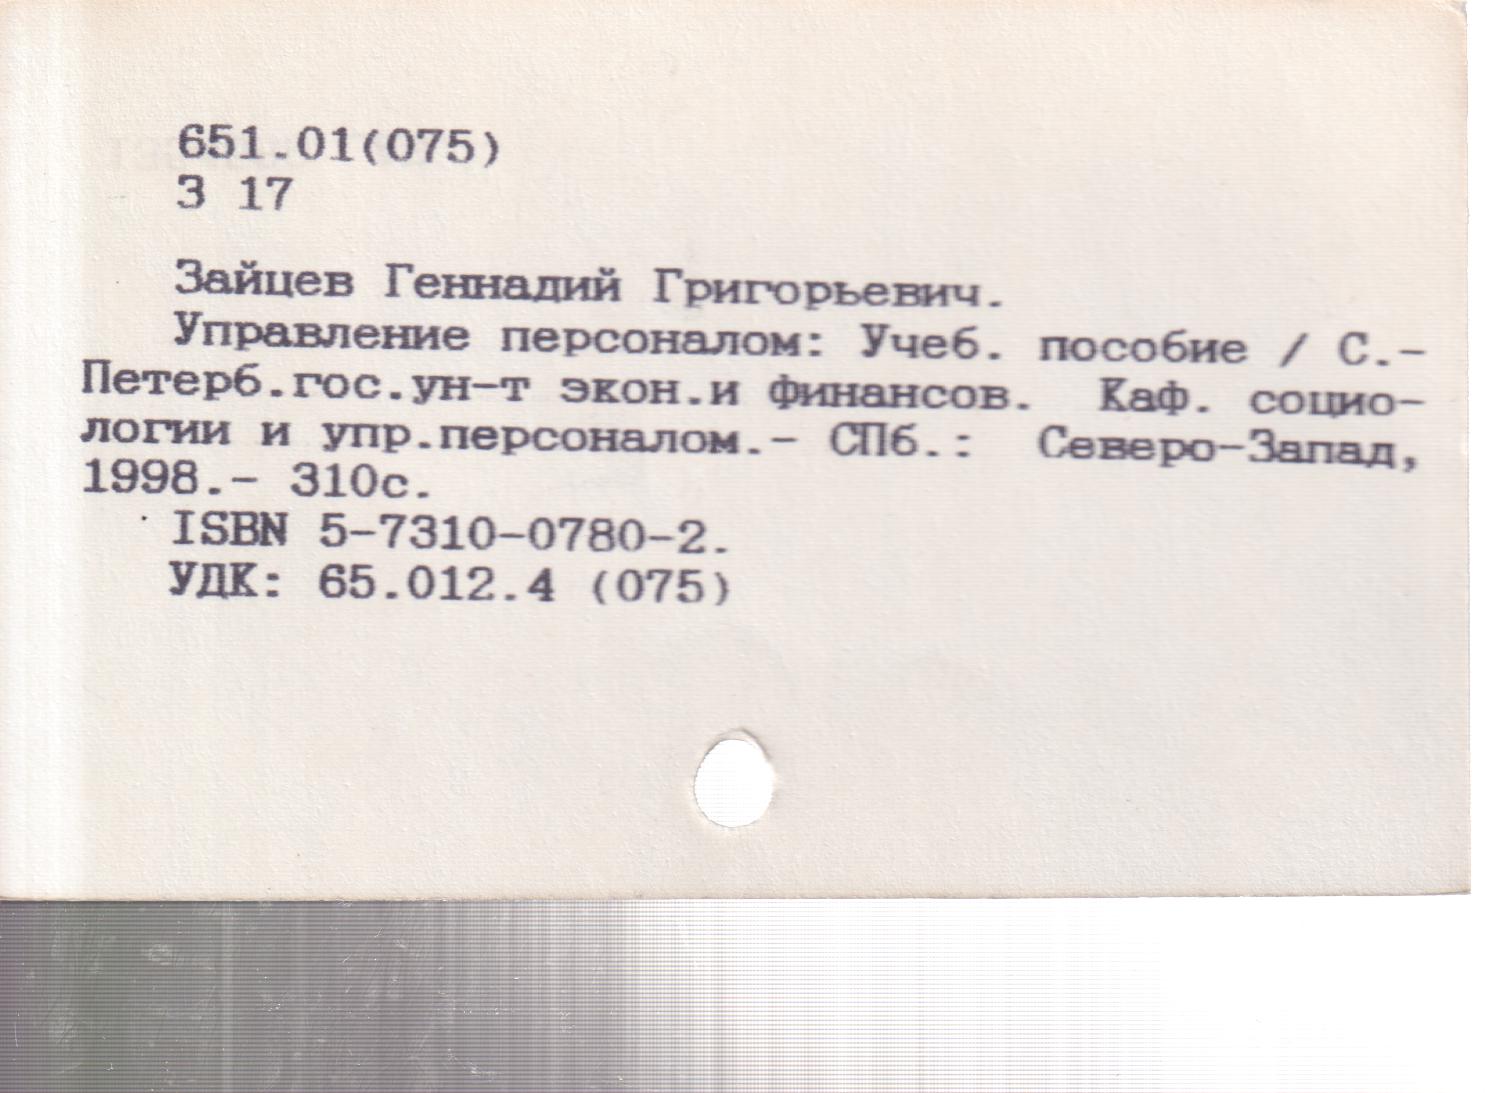 651.01(075)
З 17
Зайцев Геннадий Григорьевич.
Управление персоналом: Учеб. пособие / С.-
Петерб.гос.ун-т экон.и финансов. Каф. социо-
логии и упр.персоналом.- СПб.: Северо-Запад,
1998.- 310с.
ISBN 5-7310-0780-2.
УДК: 65.012.4 (075)